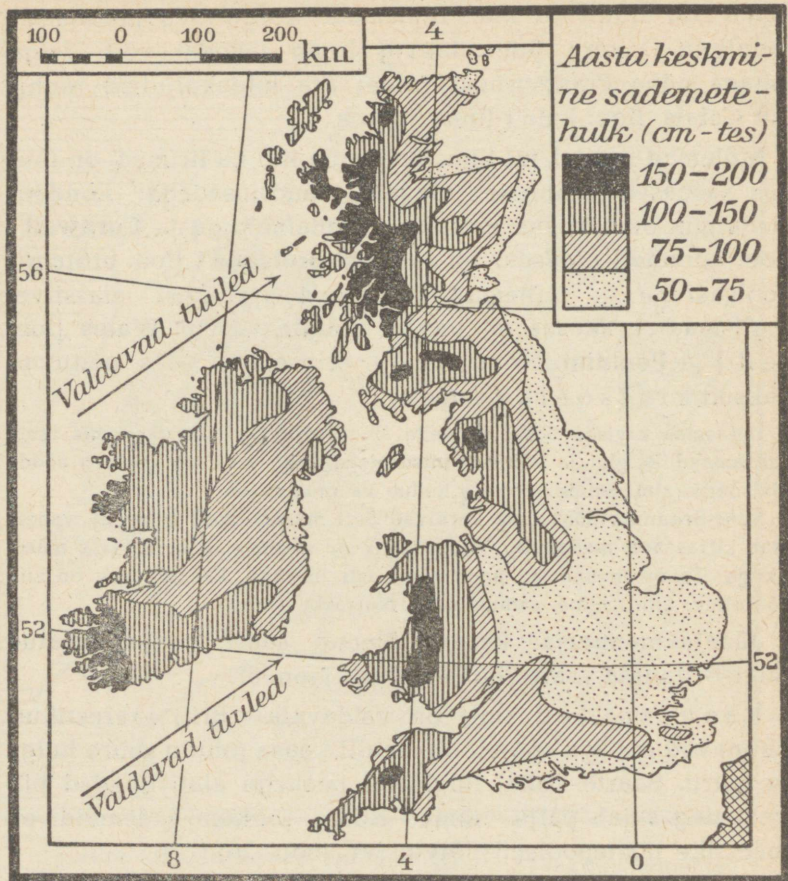 100 0 100 200 km
4
Aasta keskmi-
ne sademete-
hulk (cm-tes)
150-200
100-150
75-100
50-75
56
Valdavad tuuled
52
52
Valdavad tuuled
8 4 0